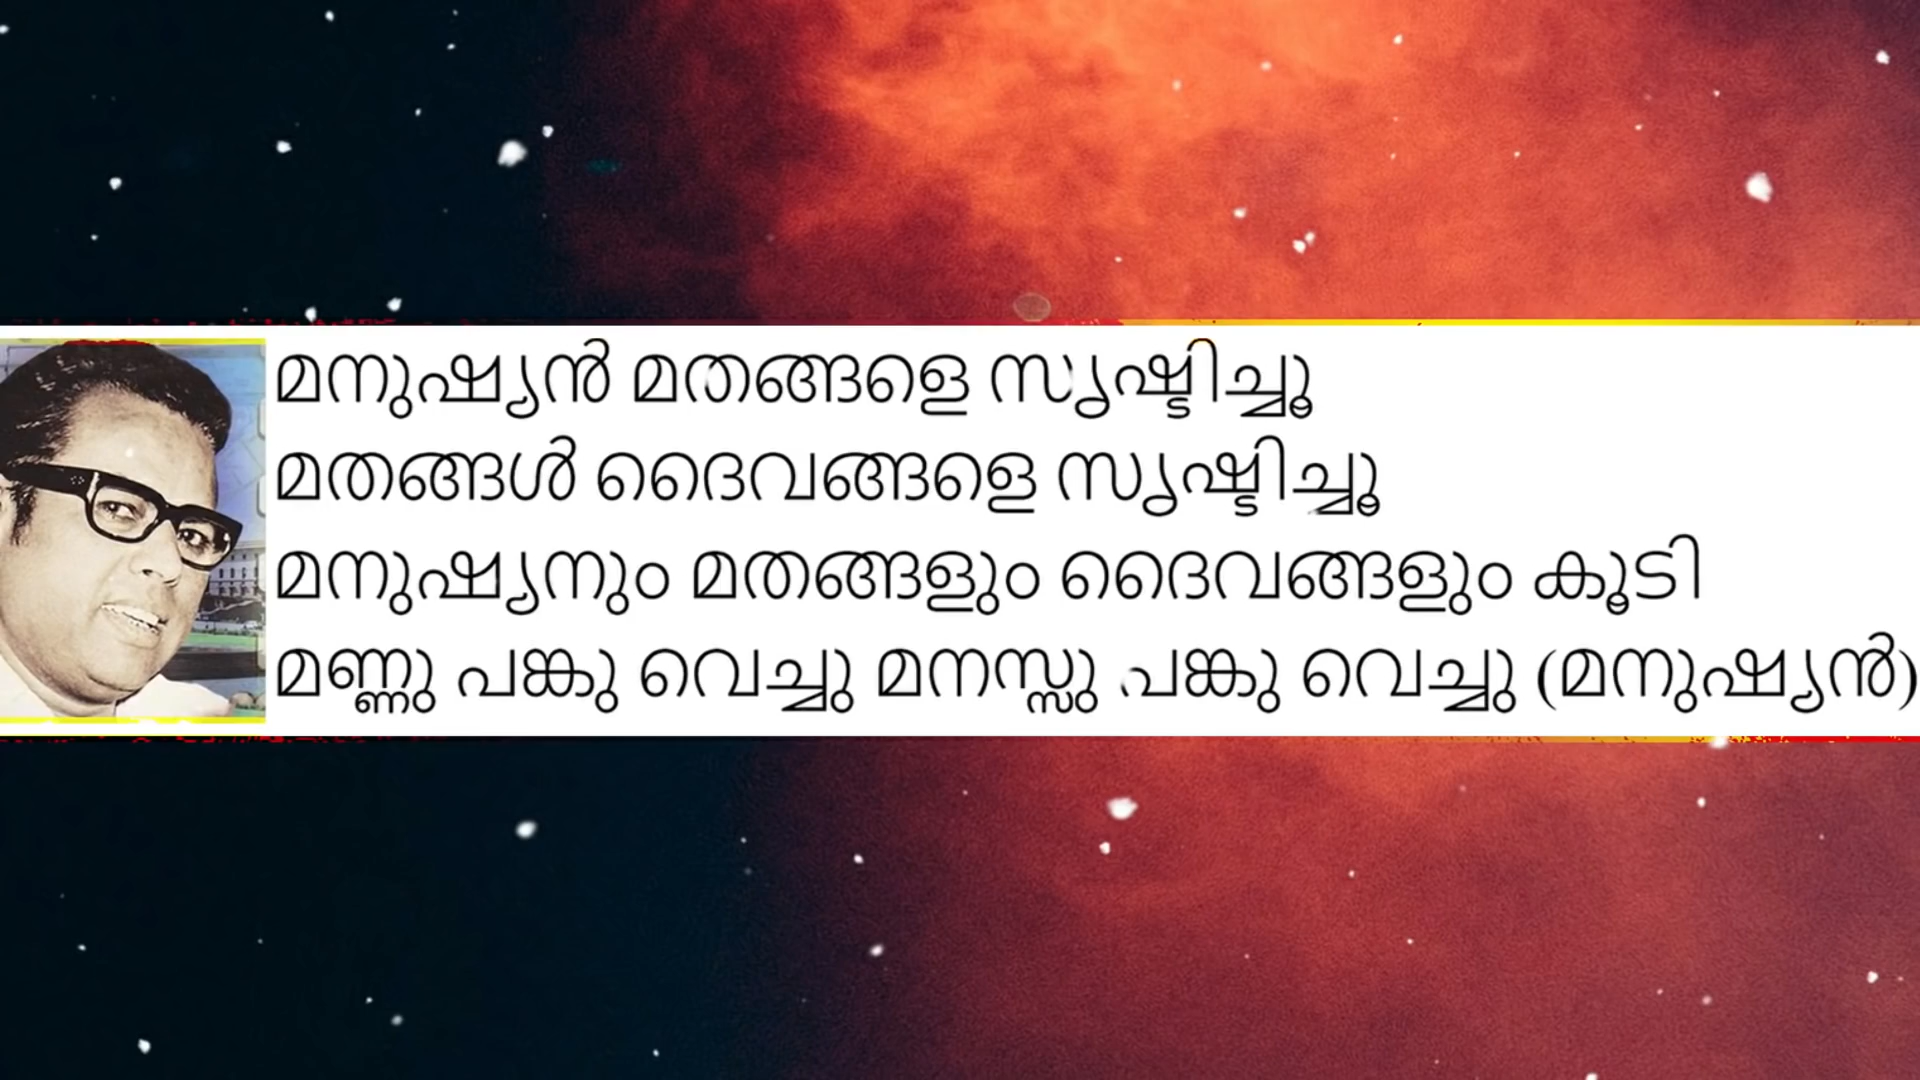 മനുഷ്യൻ മതങ്ങളെ സൃഷ്ടിച്ചൂ
മതങ്ങൾ ദൈവങ്ങളെ സൃഷ്ടിച്ചൂ
മനുഷ്യനും മതങ്ങളും ദൈവങ്ങളും കൂടി
മണ്ണു പങ്കു വെച്ചു മനസ്സു പങ്കു വെച്ചു (മനുഷ്യൻ)